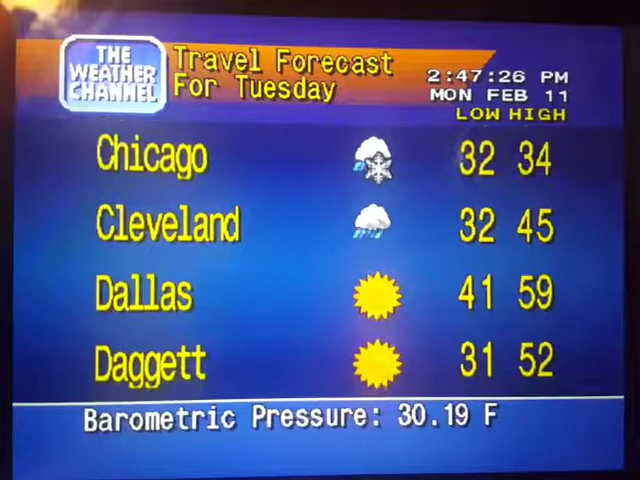 THE
WEATHER
CHANNEL
Travel Forecast
For Tuesday
2:47:26 PM
MON FEB 11
LOW HIGH
Chicago 32 34
Cleveland 32 45
Dallas 41 59
Daggett 31 52
Barometric Pressure: 30.19 F